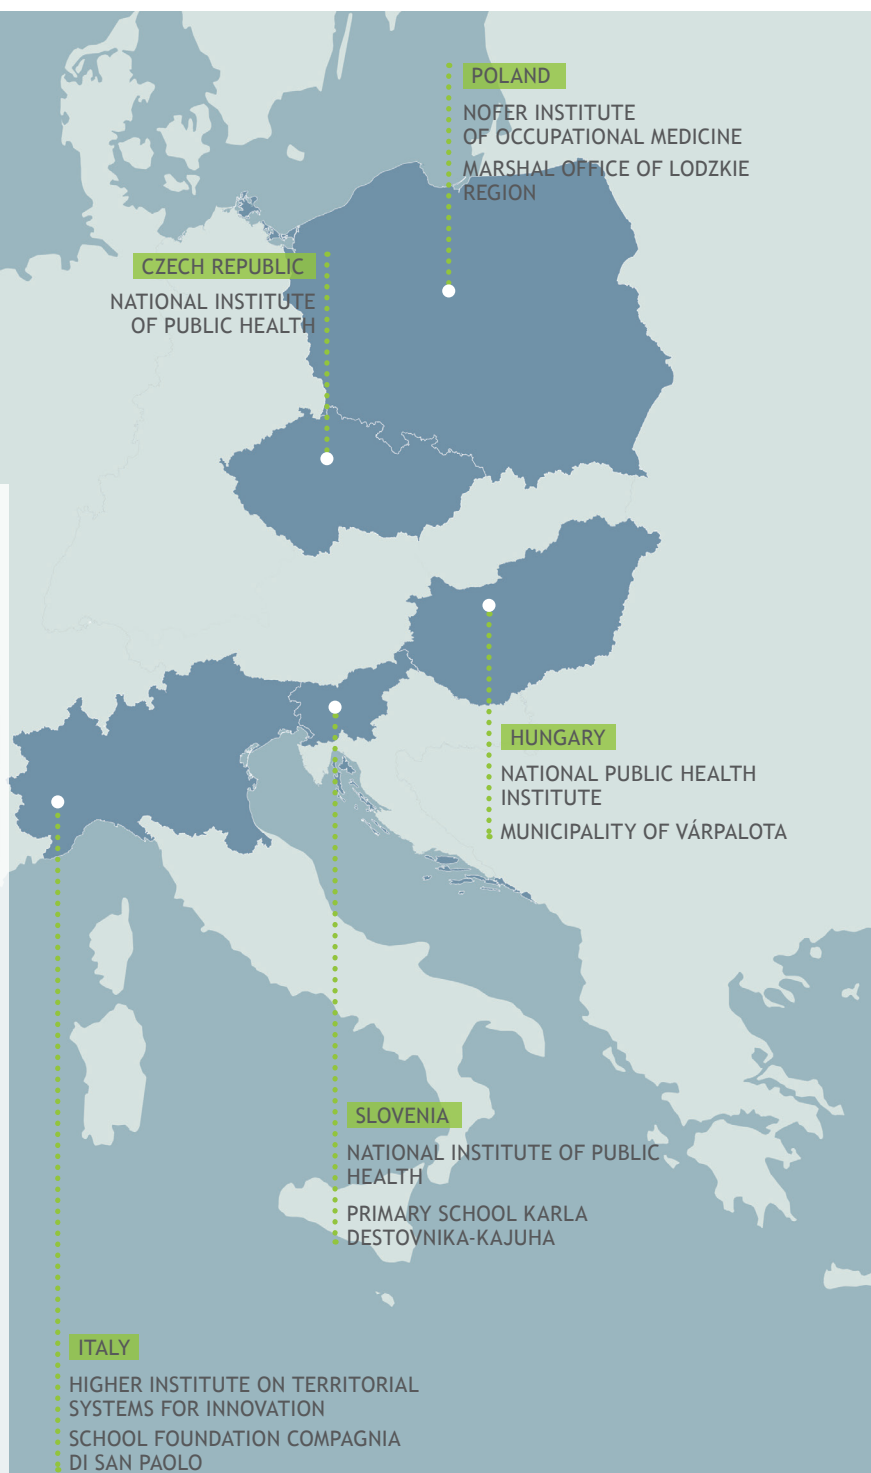 POLAND
NOFER INSTITUTE
OF OCCUPATIONAL MEDICINE
MARSHAL OFFICE OF LODZKIE
REGION
CZECH REPUBLIC
NATIONAL INSTITUTE
OF PUBLIC HEALTH
HUNGARY
NATIONAL PUBLIC HEALTH
INSTITUTE
MUNICIPALITY OF VÁRPALOTA
SLOVENIA
NATIONAL INSTITUTE OF PUBLIC
HEALTH
PRIMARY SCHOOL KARLA
DESTOVNIKA-KAJUHA
ITALY
HIGHER INSTITUTE ON TERRITORIAL
SYSTEMS FOR INNOVATION
SCHOOL FOUNDATION COMPAGNIA
DI SAN PAOLO